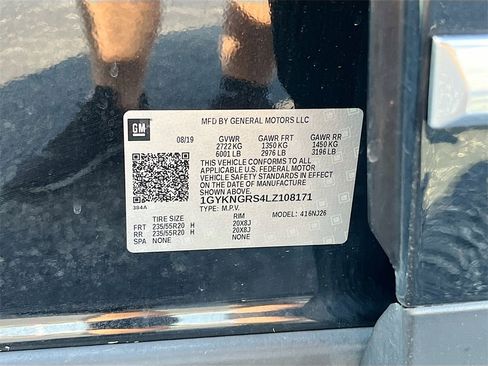 MFD BY GENERAL MOTORS LLC
GM
08/19 GVWR GAWR FRT GAWR RR
2722 KG 1350 KG 1450 KG
6001 LB 2976 LB 3196 LB
THIS VEHICLE CONFORMS TO ALL
APPLICABLE U.S. FEDERAL MOTOR
VEHICLE SAFETY STANDARDS IN EFFECT
ON THE DATE OF MANUFACTURE
SHOWN ABOVE.
1GYKNGRS4LZ108171
384A TYPE: M.P.V. MODEL: 416NJ26
TIRE SIZE RIM
FRT 235/55R20 H 20X8J
RR 235/55R20 H 20X8J
SPA NONE NONE